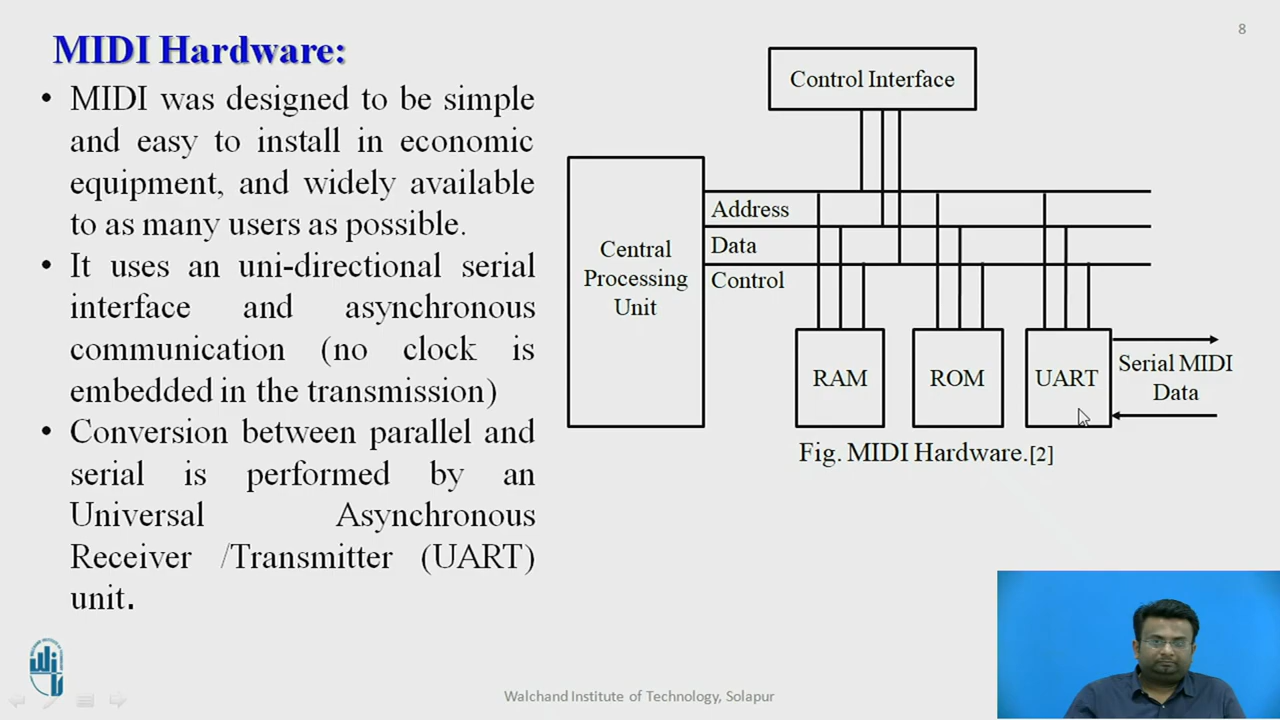 8
MIDI Hardware:
• MIDI was designed to be simple
and easy to install in economic
equipment, and widely available
to as many users as possible.
• It uses an uni-directional serial
interface and asynchronous
communication (no clock is
embedded in the transmission)
• Conversion between parallel and
serial is performed by an
Universal Asynchronous
Receiver /Transmitter (UART)
unit.
Control Interface
Central
Processing
Unit
Address
Data
Control
RAM
ROM
UART
Serial MIDI
Data
Fig. MIDI Hardware.[2]
Walchand Institute of Technology, Solapur